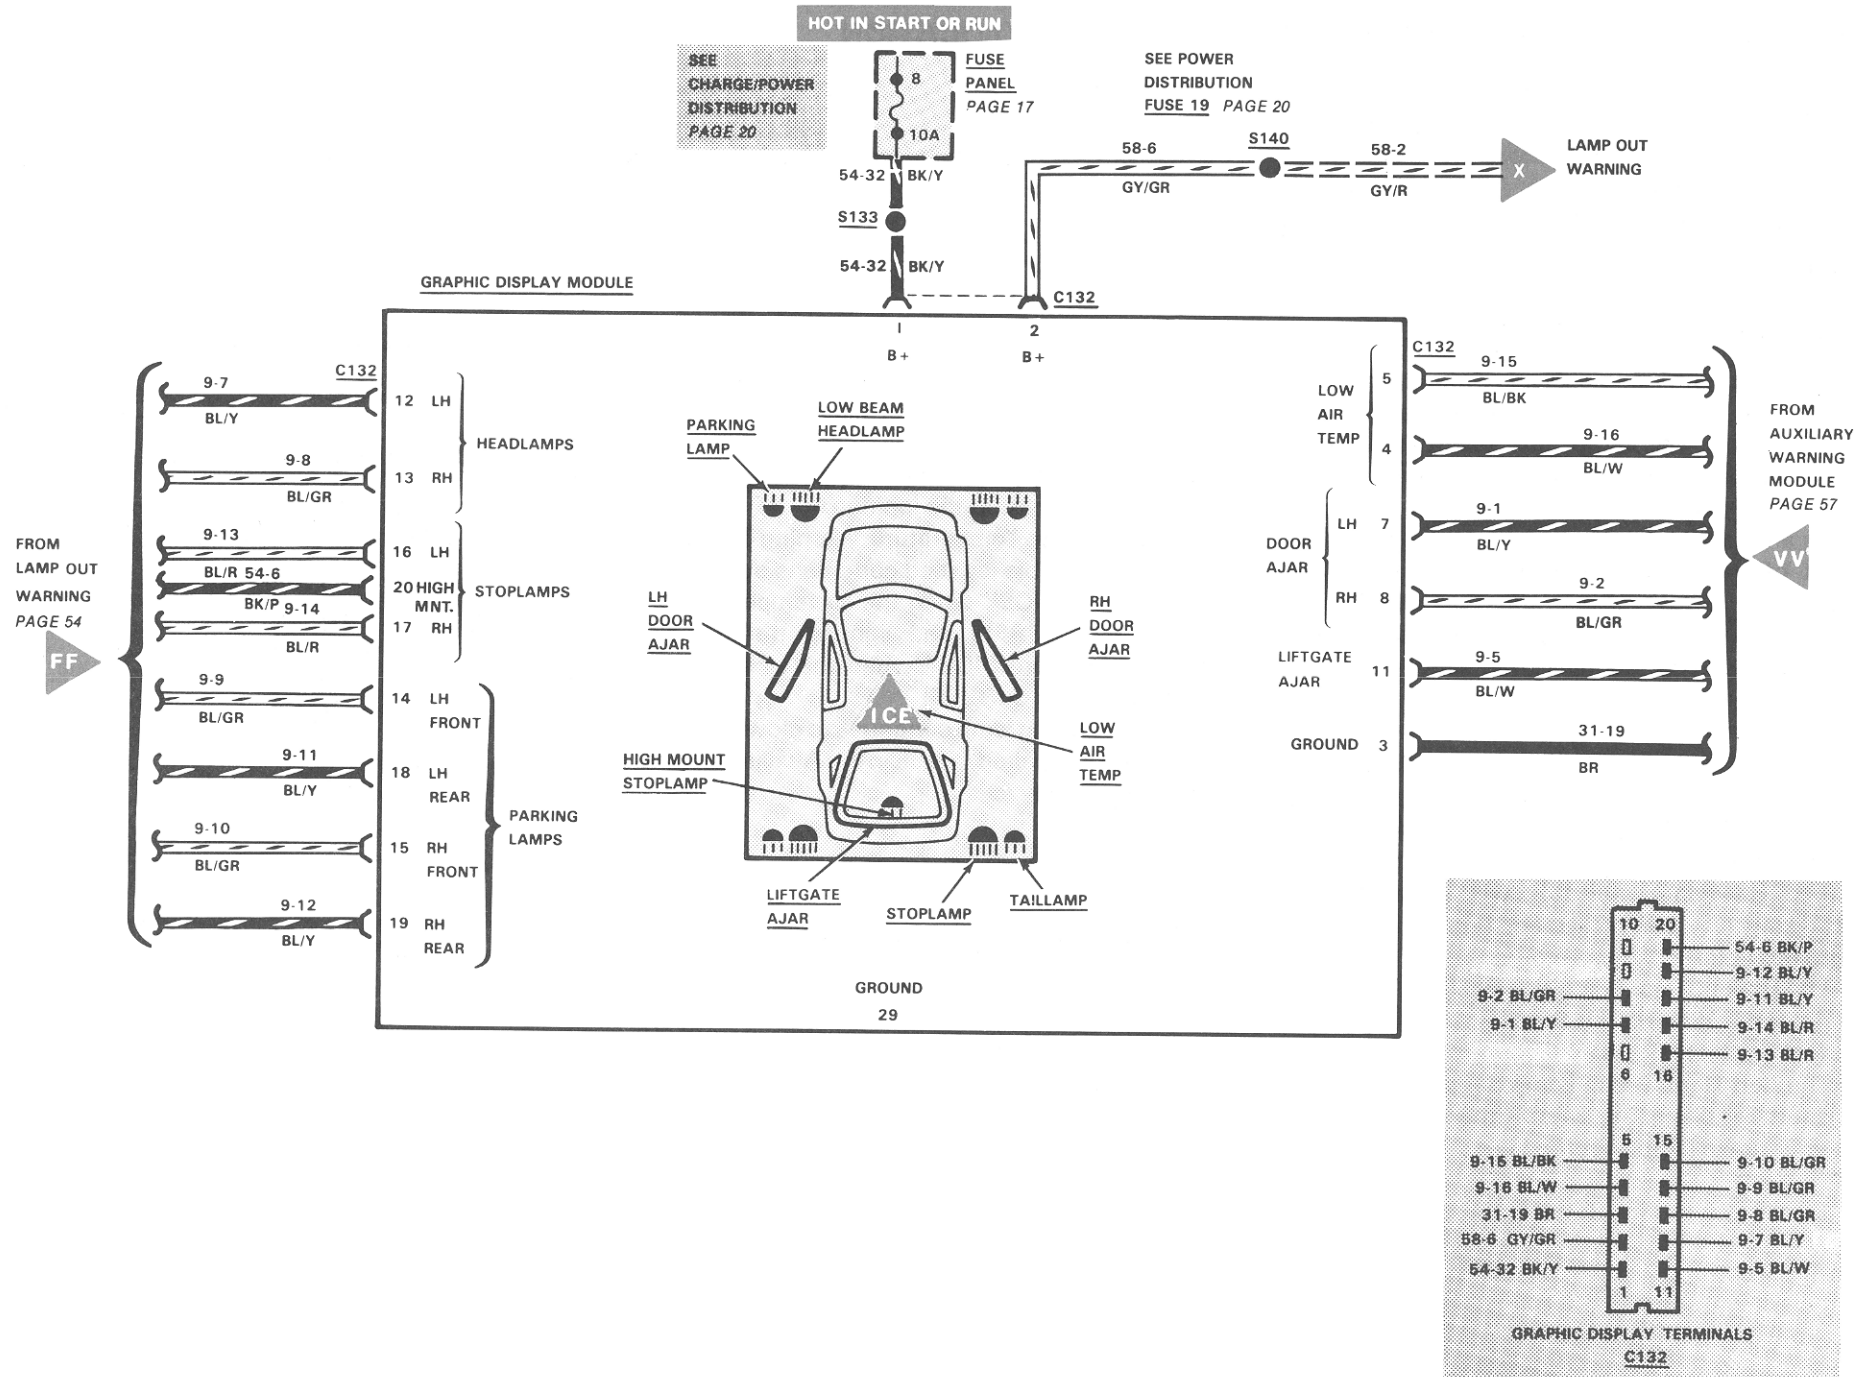 HOT IN START OR RUN
SEE
CHARGE/POWER
DISTRIBUTION
PAGE 20
8
10A
FUSE
PANEL
PAGE 17
SEE POWER
DISTRIBUTION
FUSE 19 PAGE 20
54-32 BK/Y
S133
54-32 BK/Y
58-6
GY/GR
S140
58-2
GY/R
X
LAMP OUT
WARNING
GRAPHIC DISPLAY MODULE
C132
1
B+
2
B+
FROM
LAMP OUT
WARNING
PAGE 54
FF
C132
9-7
BL/Y
12 LH
9-8
BL/GR
13 RH
HEADLAMPS
9-13
BL/R
16 LH
54-6
BK/P
20 HIGH
MNT.
9-14
BL/R
17 RH
STOPLAMPS
9-9
BL/GR
14 LH
FRONT
9-11
BL/Y
18 LH
REAR
9-10
BL/GR
15 RH
FRONT
9-12
BL/Y
19 RH
REAR
PARKING
LAMPS
PARKING
LAMP
LOW BEAM
HEADLAMP
LH
DOOR
AJAR
RH
DOOR
AJAR
ICE
LOW
AIR
TEMP
HIGH MOUNT
STOPLAMP
LIFTGATE
AJAR
STOPLAMP
TAILLAMP
GROUND
29
C132
LOW
AIR
TEMP
5
9-15
BL/BK
4
9-16
BL/W
DOOR
AJAR
LH 7
9-1
BL/Y
RH 8
9-2
BL/GR
LIFTGATE
AJAR
11
9-5
BL/W
GROUND 3
31-19
BR
FROM
AUXILIARY
WARNING
MODULE
PAGE 57
VV
10 20
54-6 BK/P
9-12 BL/Y
9-2 BL/GR
9-11 BL/Y
9-1 BL/Y
9-14 BL/R
9-13 BL/R
6 16
5 15
9-15 BL/BK
9-10 BL/GR
9-16 BL/W
9-9 BL/GR
31-19 BR
9-8 BL/GR
58-6 GY/GR
9-7 BL/Y
54-32 BK/Y
9-5 BL/W
1 11
GRAPHIC DISPLAY TERMINALS
C132